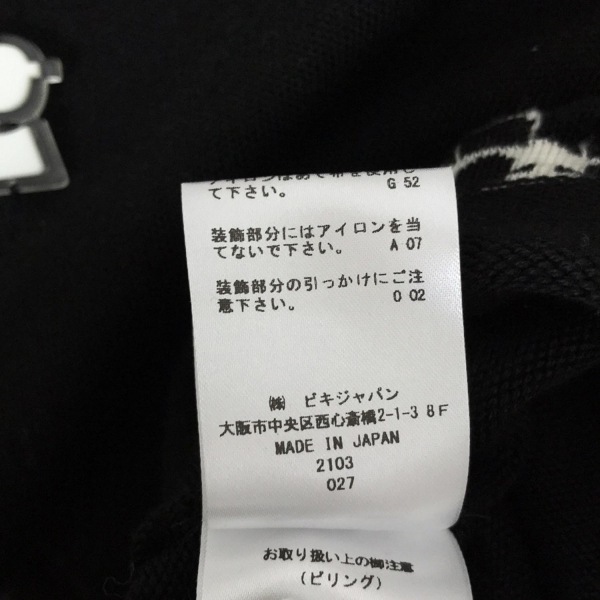 て下さい。 G 52
装飾部分にはアイロンを当
てないで下さい。 A 07
装飾部分の引っかけにご注
意下さい。 O 02
㈱ ビキジャパン
大阪市中央区西心斎橋2-1-3 8F
MADE IN JAPAN
2103
027
お取り扱い上の御注意
(ピリング)